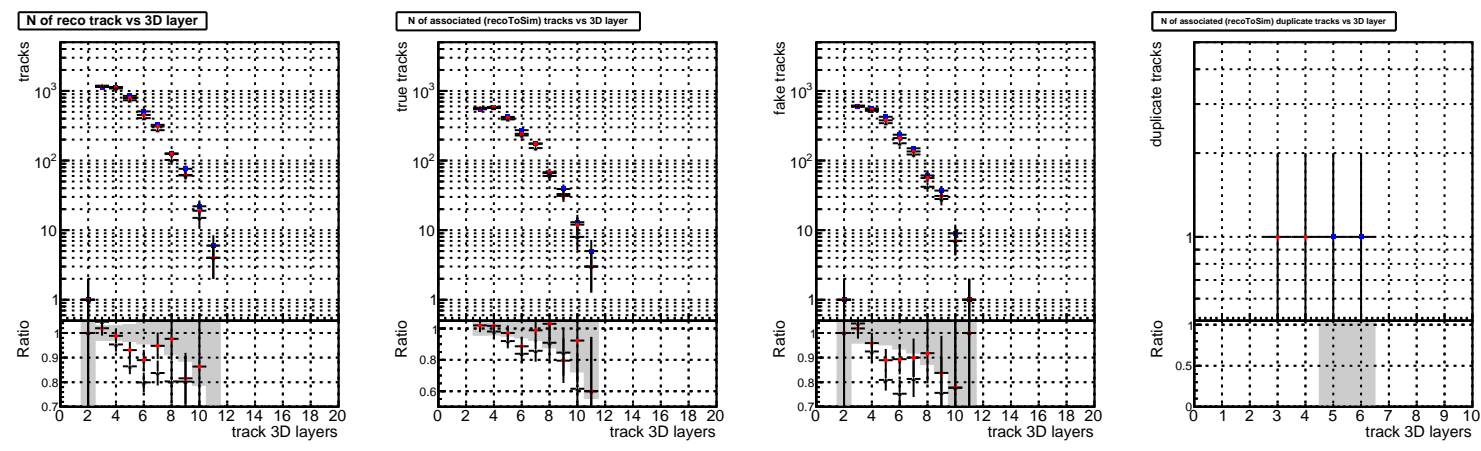 N of reco track vs 3D layer
tracks
10³
10²
10
1
Ratio
1
0.9
0.8
0.7
0 2 4 6 8 10 12 14 16 18 20
track 3D layers
N of associated (recoToSim) tracks vs 3D layer
true tracks
10³
10²
10
1
Ratio
1
0.8
0.6
0 2 4 6 8 10 12 14 16 18 20
track 3D layers
fake tracks
10³
10²
10
1
Ratio
1
0.9
0.8
0.7
0 2 4 6 8 10 12 14 16 18 20
track 3D layers
N of associated (recoToSim) duplicate tracks vs 3D layer
duplicate tracks
1
Ratio
1
0.5
0
0 1 2 3 4 5 6 7 8 9 10
track 3D layers